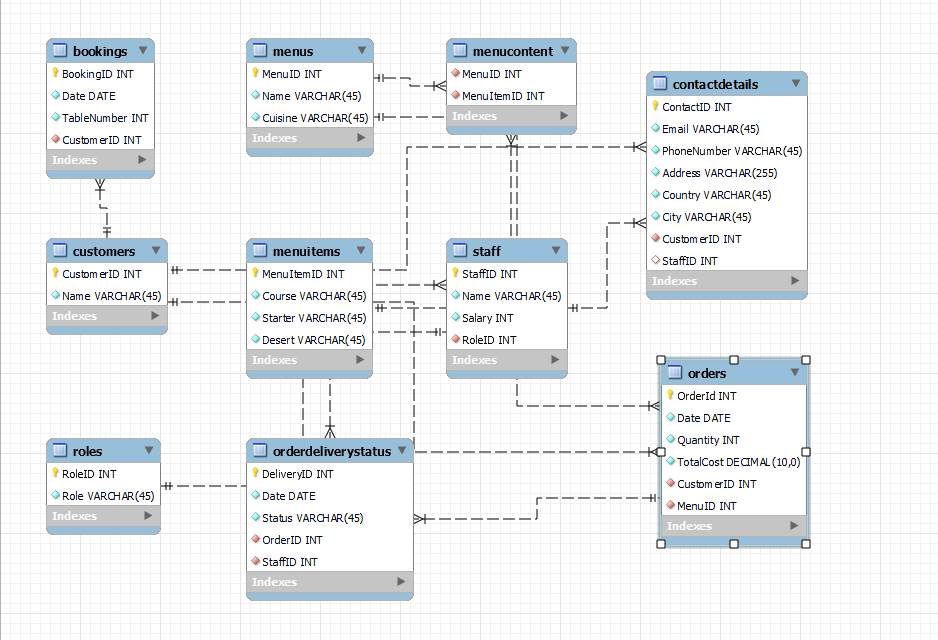 bookings
BookingID INT
Date DATE
TableNumber INT
CustomerID INT
Indexes
menus
MenuID INT
Name VARCHAR(45)
Cuisine VARCHAR(45)
Indexes
menucontent
MenuID INT
MenuItemID INT
Indexes
contactdetails
ContactID INT
Email VARCHAR(45)
PhoneNumber VARCHAR(45)
Address VARCHAR(255)
Country VARCHAR(45)
City VARCHAR(45)
CustomerID INT
StaffID INT
Indexes
customers
CustomerID INT
Name VARCHAR(45)
Indexes
menuitems
MenuItemID INT
Course VARCHAR(45)
Starter VARCHAR(45)
Desert VARCHAR(45)
Indexes
staff
StaffID INT
Name VARCHAR(45)
Salary INT
RoleID INT
Indexes
orders
OrderId INT
Date DATE
Quantity INT
TotalCost DECIMAL(10,0)
CustomerID INT
MenuID INT
Indexes
roles
RoleID INT
Role VARCHAR(45)
Indexes
orderdeliverystatus
DeliveryID INT
Date DATE
Status VARCHAR(45)
OrderID INT
StaffID INT
Indexes